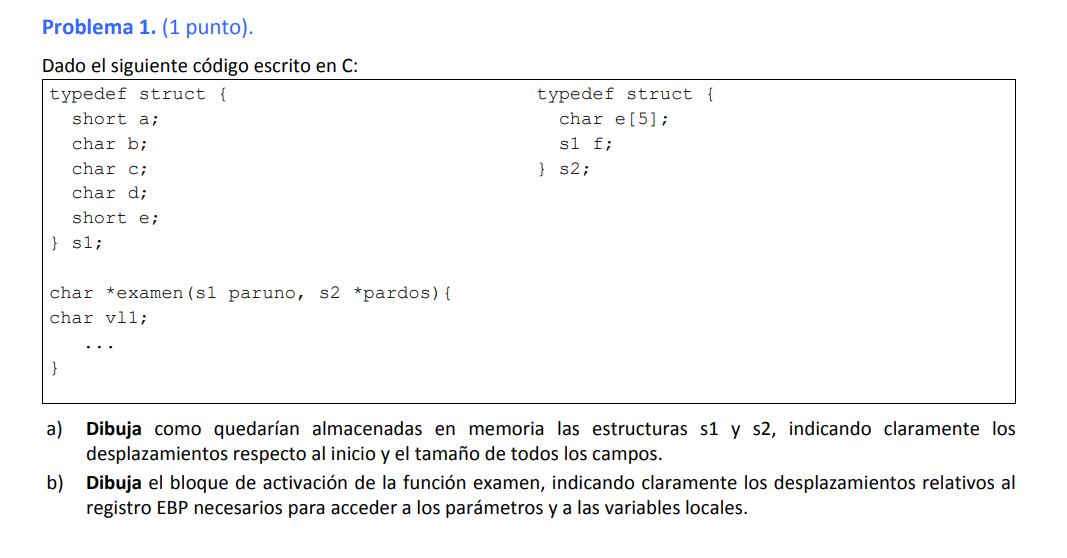 Problema 1. (1 punto).
Dado el siguiente código escrito en C:
typedef struct {
short a;
char b;
char c;
char d;
short e;
} s1;
typedef struct {
char e[5];
s1 f;
} s2;
char *examen(s1 paruno, s2 *pardos){
char vl1;
...
}
a) Dibuja como quedarían almacenadas en memoria las estructuras s1 y s2, indicando claramente los
desplazamientos respecto al inicio y el tamaño de todos los campos.
b) Dibuja el bloque de activación de la función examen, indicando claramente los desplazamientos relativos al
registro EBP necesarios para acceder a los parámetros y a las variables locales.